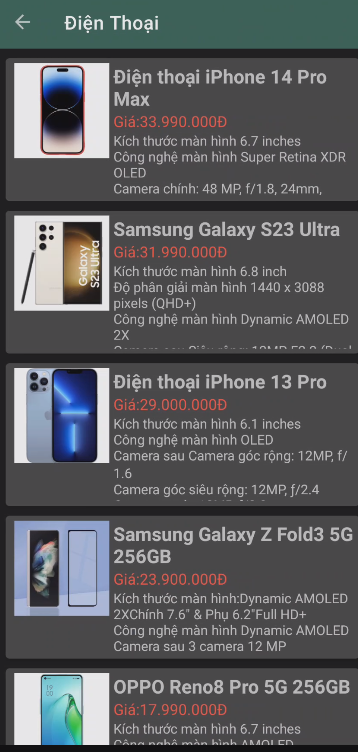 Điện Thoại
Điện thoại iPhone 14 Pro
Max
Giá:33.990.000Đ
Kích thước màn hình 6.7 inches
Công nghệ màn hình Super Retina XDR
OLED
Camera chính: 48 MP, f/1.8, 24mm,
Galaxy
S23 Ultra
Samsung Galaxy S23 Ultra
Giá:31.990.000Đ
Kích thước màn hình 6.8 inch
Độ phân giải màn hình 1440 x 3088
pixels (QHD+)
Công nghệ màn hình Dynamic AMOLED
2X
Điện thoại iPhone 13 Pro
Giá:29.000.000Đ
Kích thước màn hình 6.1 inches
Công nghệ màn hình OLED
Camera sau Camera góc rộng: 12MP, f/
1.6
Camera góc siêu rộng: 12MP, ƒ/2.4
Samsung Galaxy Z Fold3 5G
256GB
Giá:23.900.000Đ
Kích thước màn hình:Dynamic AMOLED
2XChính 7.6" & Phụ 6.2"Full HD+
Công nghệ màn hình Dynamic AMOLED
Camera sau 3 camera 12 MP
OPPO Reno8 Pro 5G 256GB
Giá:17.990.000Đ
Kích thước màn hình 6.7 inches
Công nghệ màn hình AMOLED